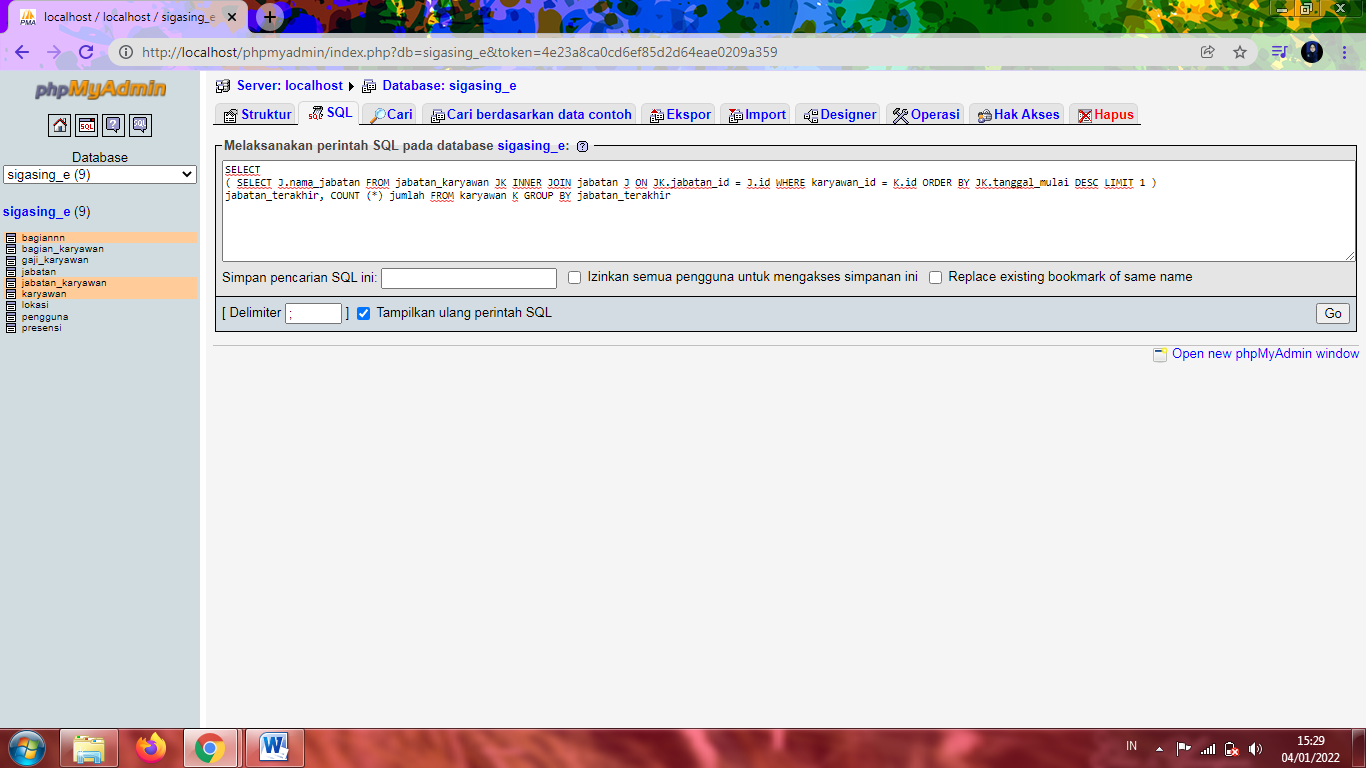 localhost / localhost / sigasing_e
http://localhost/phpmyadmin/index.php?db=sigasing_e&token=4e23a8ca0cd6ef85d2d64eae0209a359
phpMyAdmin
Database
sigasing_e (9)
sigasing_e (9)
bagiannn
bagian_karyawan
gaji_karyawan
jabatan
jabatan_karyawan
karyawan
lokasi
pengguna
presensi
Server: localhost Database: sigasing_e
Struktur SQL Cari Cari berdasarkan data contoh Ekspor Import Designer Operasi Hak Akses Hapus
Melaksanakan perintah SQL pada database sigasing_e:
SELECT
( SELECT J.nama_jabatan FROM jabatan_karyawan JK INNER JOIN jabatan J ON JK.jabatan_id = J.id WHERE karyawan_id = K.id ORDER BY JK.tanggal_mulai DESC LIMIT 1 )
jabatan_terakhir, COUNT (*) jumlah FROM karyawan K GROUP BY jabatan_terakhir
Simpan pencarian SQL ini: Izinkan semua pengguna untuk mengakses simpanan ini Replace existing bookmark of same name
[ Delimiter ; ] Tampilkan ulang perintah SQL Go
Open new phpMyAdmin window
IN 15:29
04/01/2022